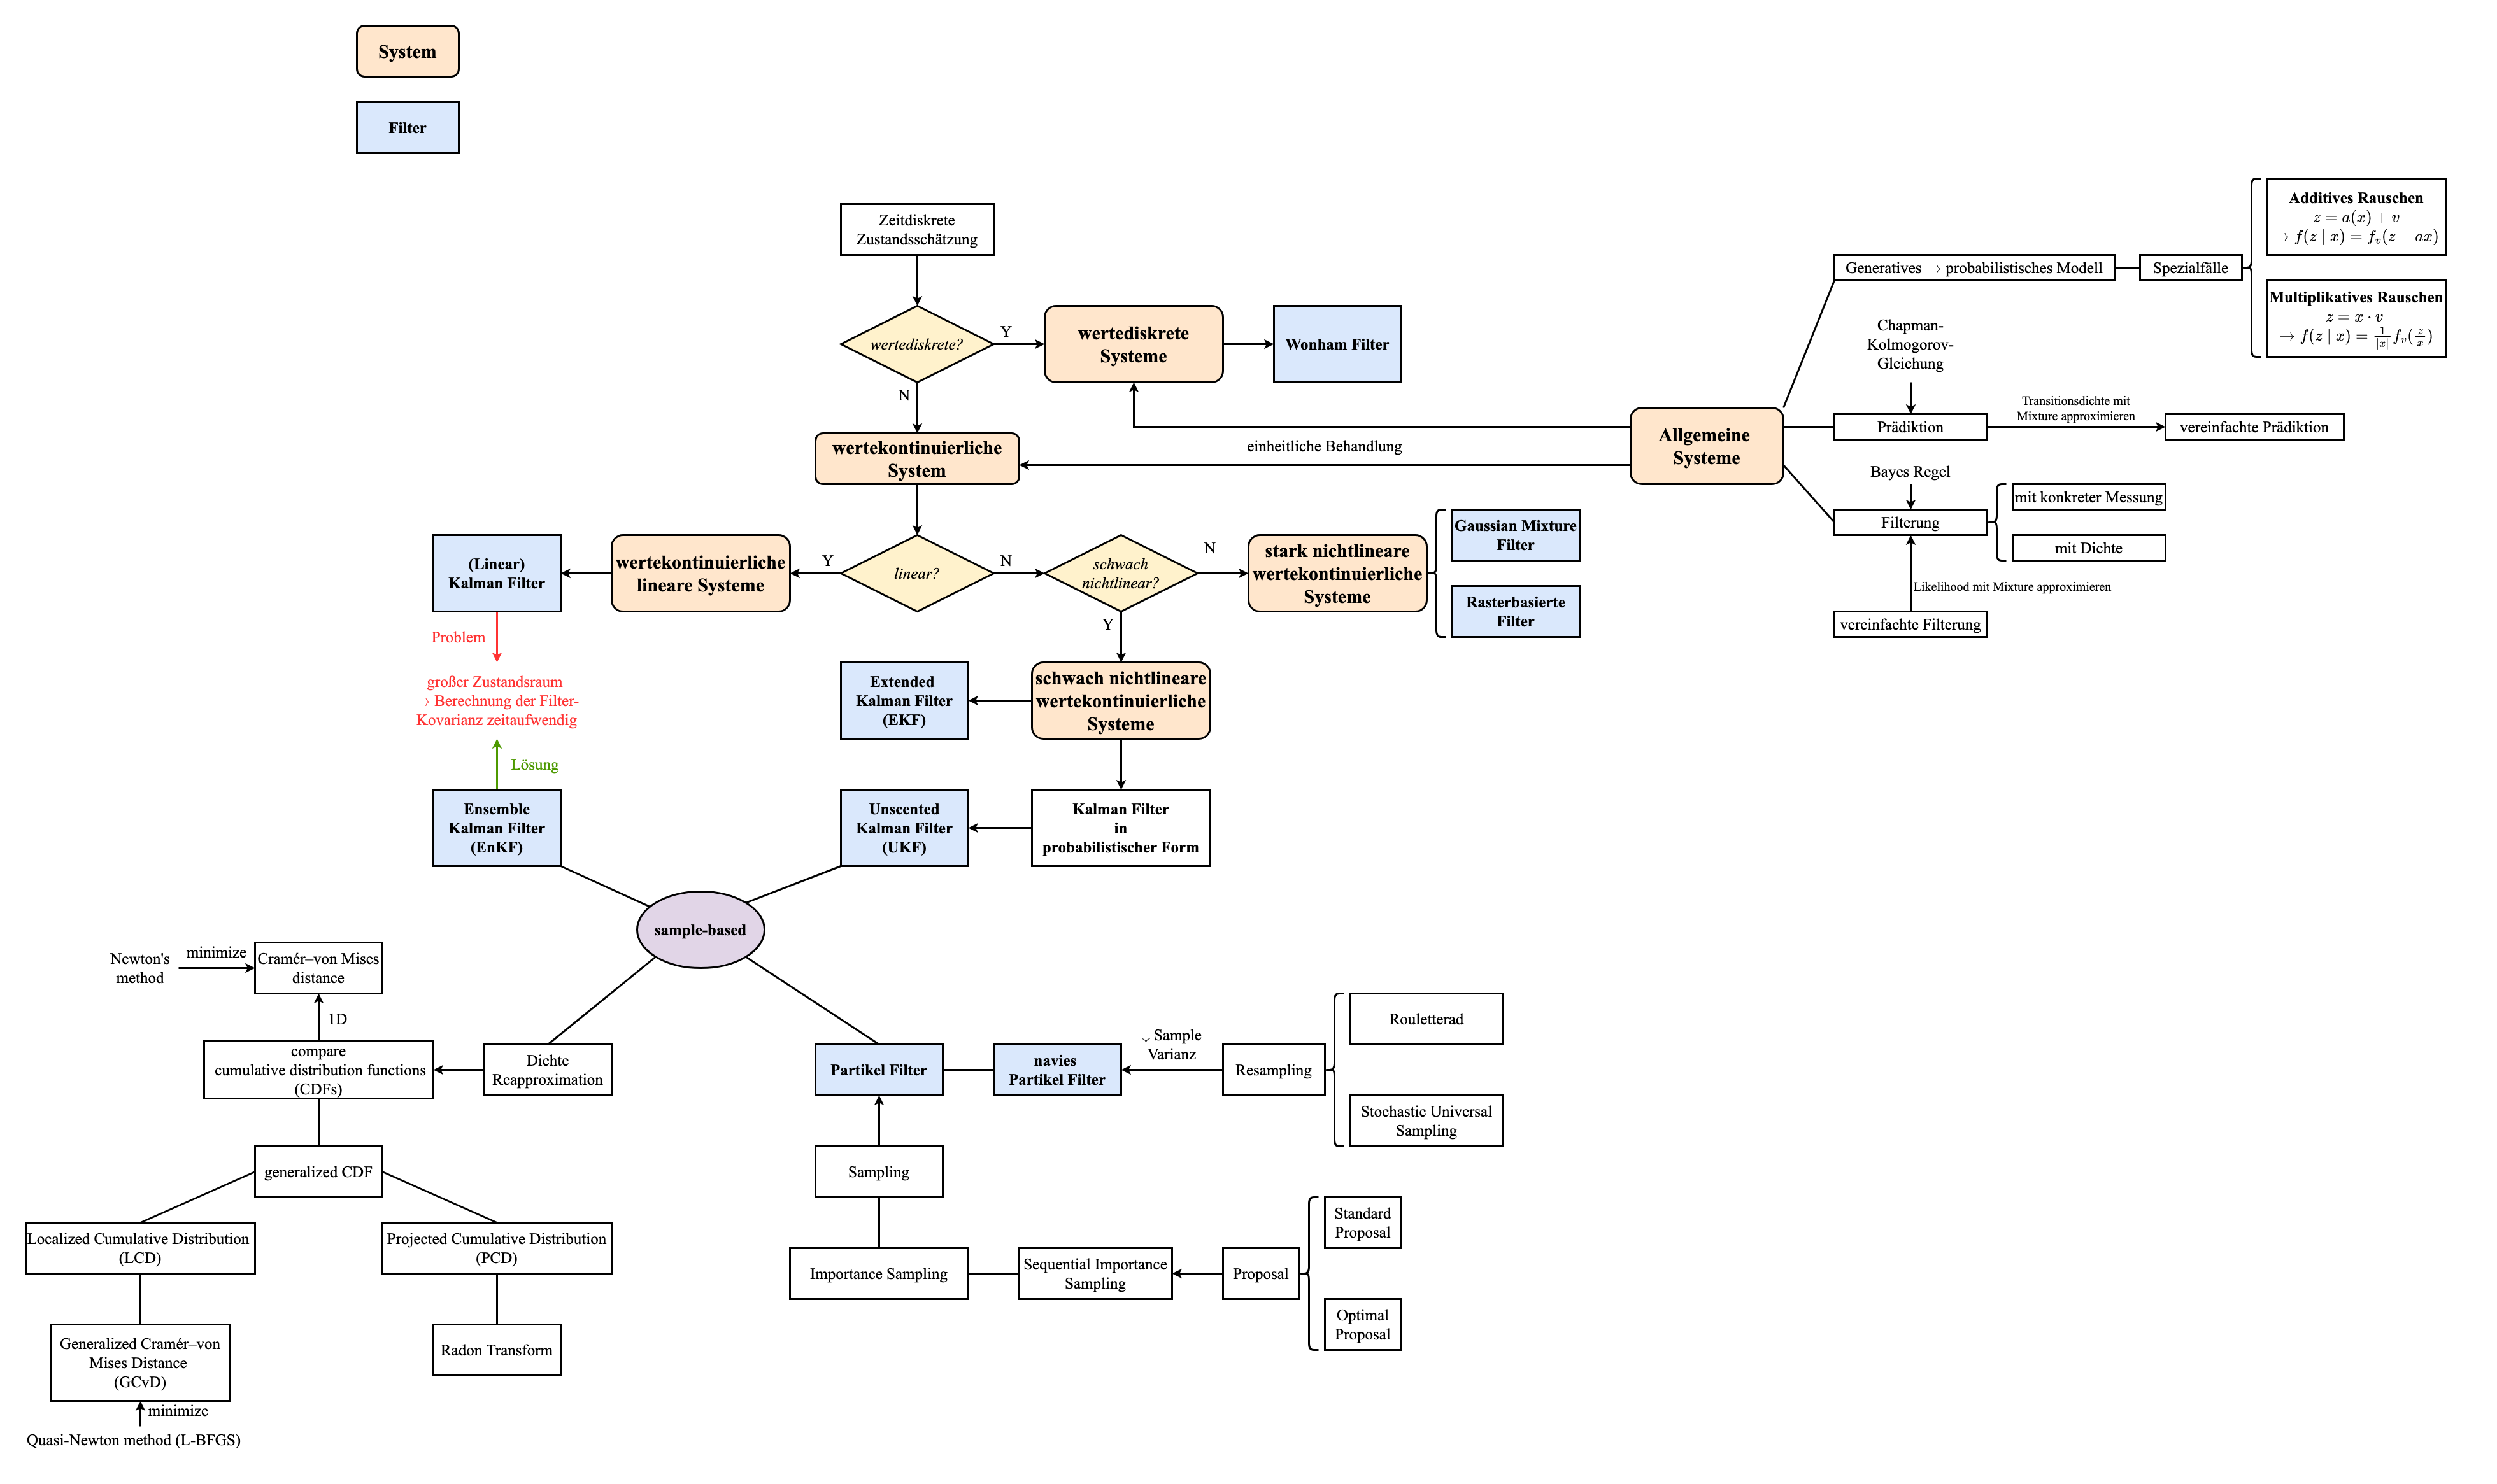 System
Filter
Zeitdiskrete
Zustandsschätzung
wertediskrete?
Y
wertediskrete
Systeme
Wonham Filter
N
wertekontinuierliche
System
einheitliche Behandlung
Allgemeine
Systeme
Generatives → probabilistisches Modell
Spezialfälle
Additives Rauschen
z = a(x) + v
→ f(z | x) = f_v(z − ax)
Multiplikatives Rauschen
z = x · v
→ f(z | x) = 1/|x| f_v(z/x)
Chapman-
Kolmogorov-
Gleichung
Prädiktion
Transitionsdichte mit
Mixture approximieren
vereinfachte Prädiktion
Bayes Regel
Filterung
mit konkreter Messung
mit Dichte
Likelihood mit Mixture approximieren
vereinfachte Filterung
linear?
Y
wertekontinuierliche
lineare Systeme
(Linear)
Kalman Filter
N
schwach
nichtlinear?
N
stark nichtlineare
wertekontinuierliche
Systeme
Gaussian Mixture
Filter
Rasterbasierte
Filter
Y
schwach nichtlineare
wertekontinuierliche
Systeme
Extended
Kalman Filter
(EKF)
Problem
großer Zustandsraum
→ Berechnung der Filter-
Kovarianz zeitaufwendig
Lösung
Ensemble
Kalman Filter
(EnKF)
Unscented
Kalman Filter
(UKF)
Kalman Filter
in
probabilistischer Form
sample-based
Newton's
method
minimize
Cramér–von Mises
distance
1D
compare
cumulative distribution functions
(CDFs)
Dichte
Reapproximation
generalized CDF
Localized Cumulative Distribution
(LCD)
Projected Cumulative Distribution
(PCD)
Generalized Cramér–von
Mises Distance
(GCvD)
Radon Transform
minimize
Quasi-Newton method (L-BFGS)
Partikel Filter
navies
Partikel Filter
↓ Sample
Varianz
Resampling
Rouletterad
Stochastic Universal
Sampling
Sampling
Importance Sampling
Sequential Importance
Sampling
Proposal
Standard
Proposal
Optimal
Proposal